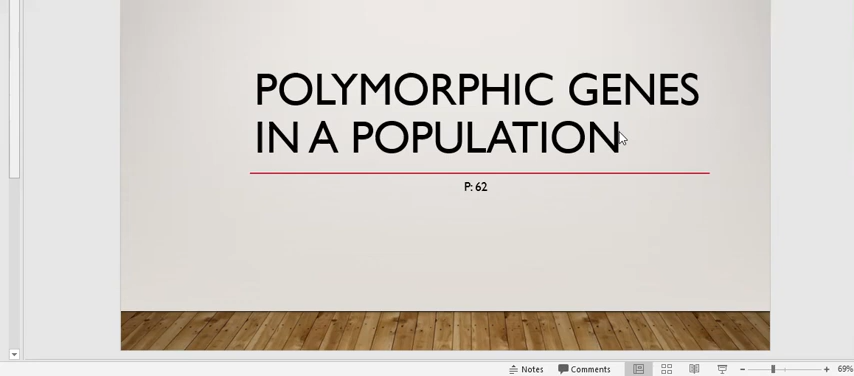 POLYMORPHIC GENES
IN A POPULATION
P: 62
Notes
Comments
69%